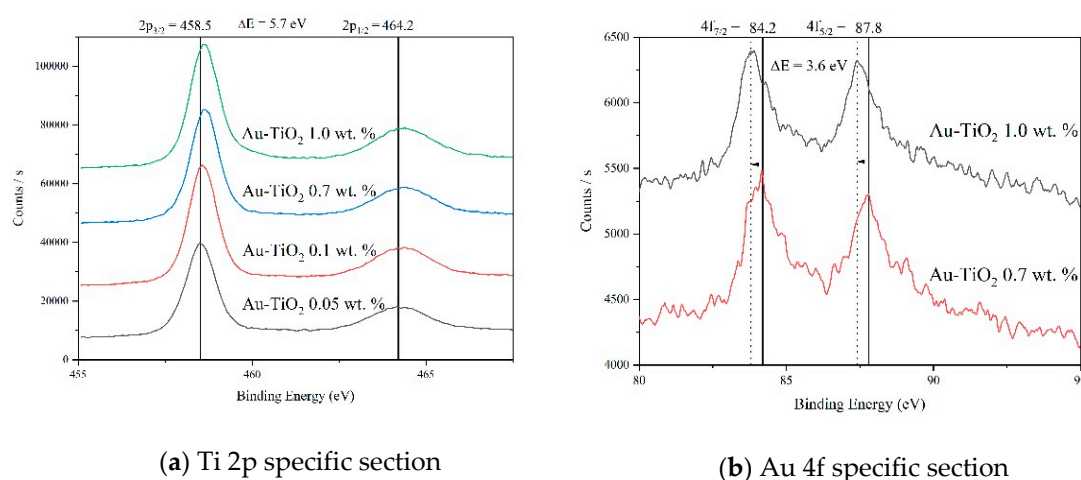 2p3/2 = 458.5 ΔE = 5.7 eV 2p1/2 = 464.2
100000
80000
60000
40000
20000
0
Counts / s
Au-TiO2 1.0 wt. %
Au-TiO2 0.7 wt. %
Au-TiO2 0.1 wt. %
Au-TiO2 0.05 wt. %
455 460 465
Binding Energy (eV)
(a) Ti 2p specific section
4f7/2 – 84.2 4f5/2 – 87.8
6500
6000
5500
5000
4500
4000
Counts / s
ΔE = 3.6 eV
Au-TiO2 1.0 wt. %
Au-TiO2 0.7 wt. %
80 85 90
Binding Energy (eV)
(b) Au 4f specific section